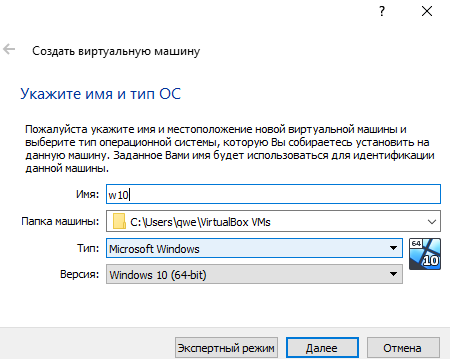 ?
Создать виртуальную машину
Укажите имя и тип ОС
Пожалуйста укажите имя и местоположение новой виртуальной машины и
выберите тип операционной системы, которую Вы собираетесь установить на
данную машину. Заданное Вами имя будет использоваться для идентификации
данной машины.
Имя: w10
Папка машины: C:\Users\qwe\VirtualBox VMs
Тип: Microsoft Windows
64
10
Версия: Windows 10 (64-bit)
Экспертный режим Далее Отмена